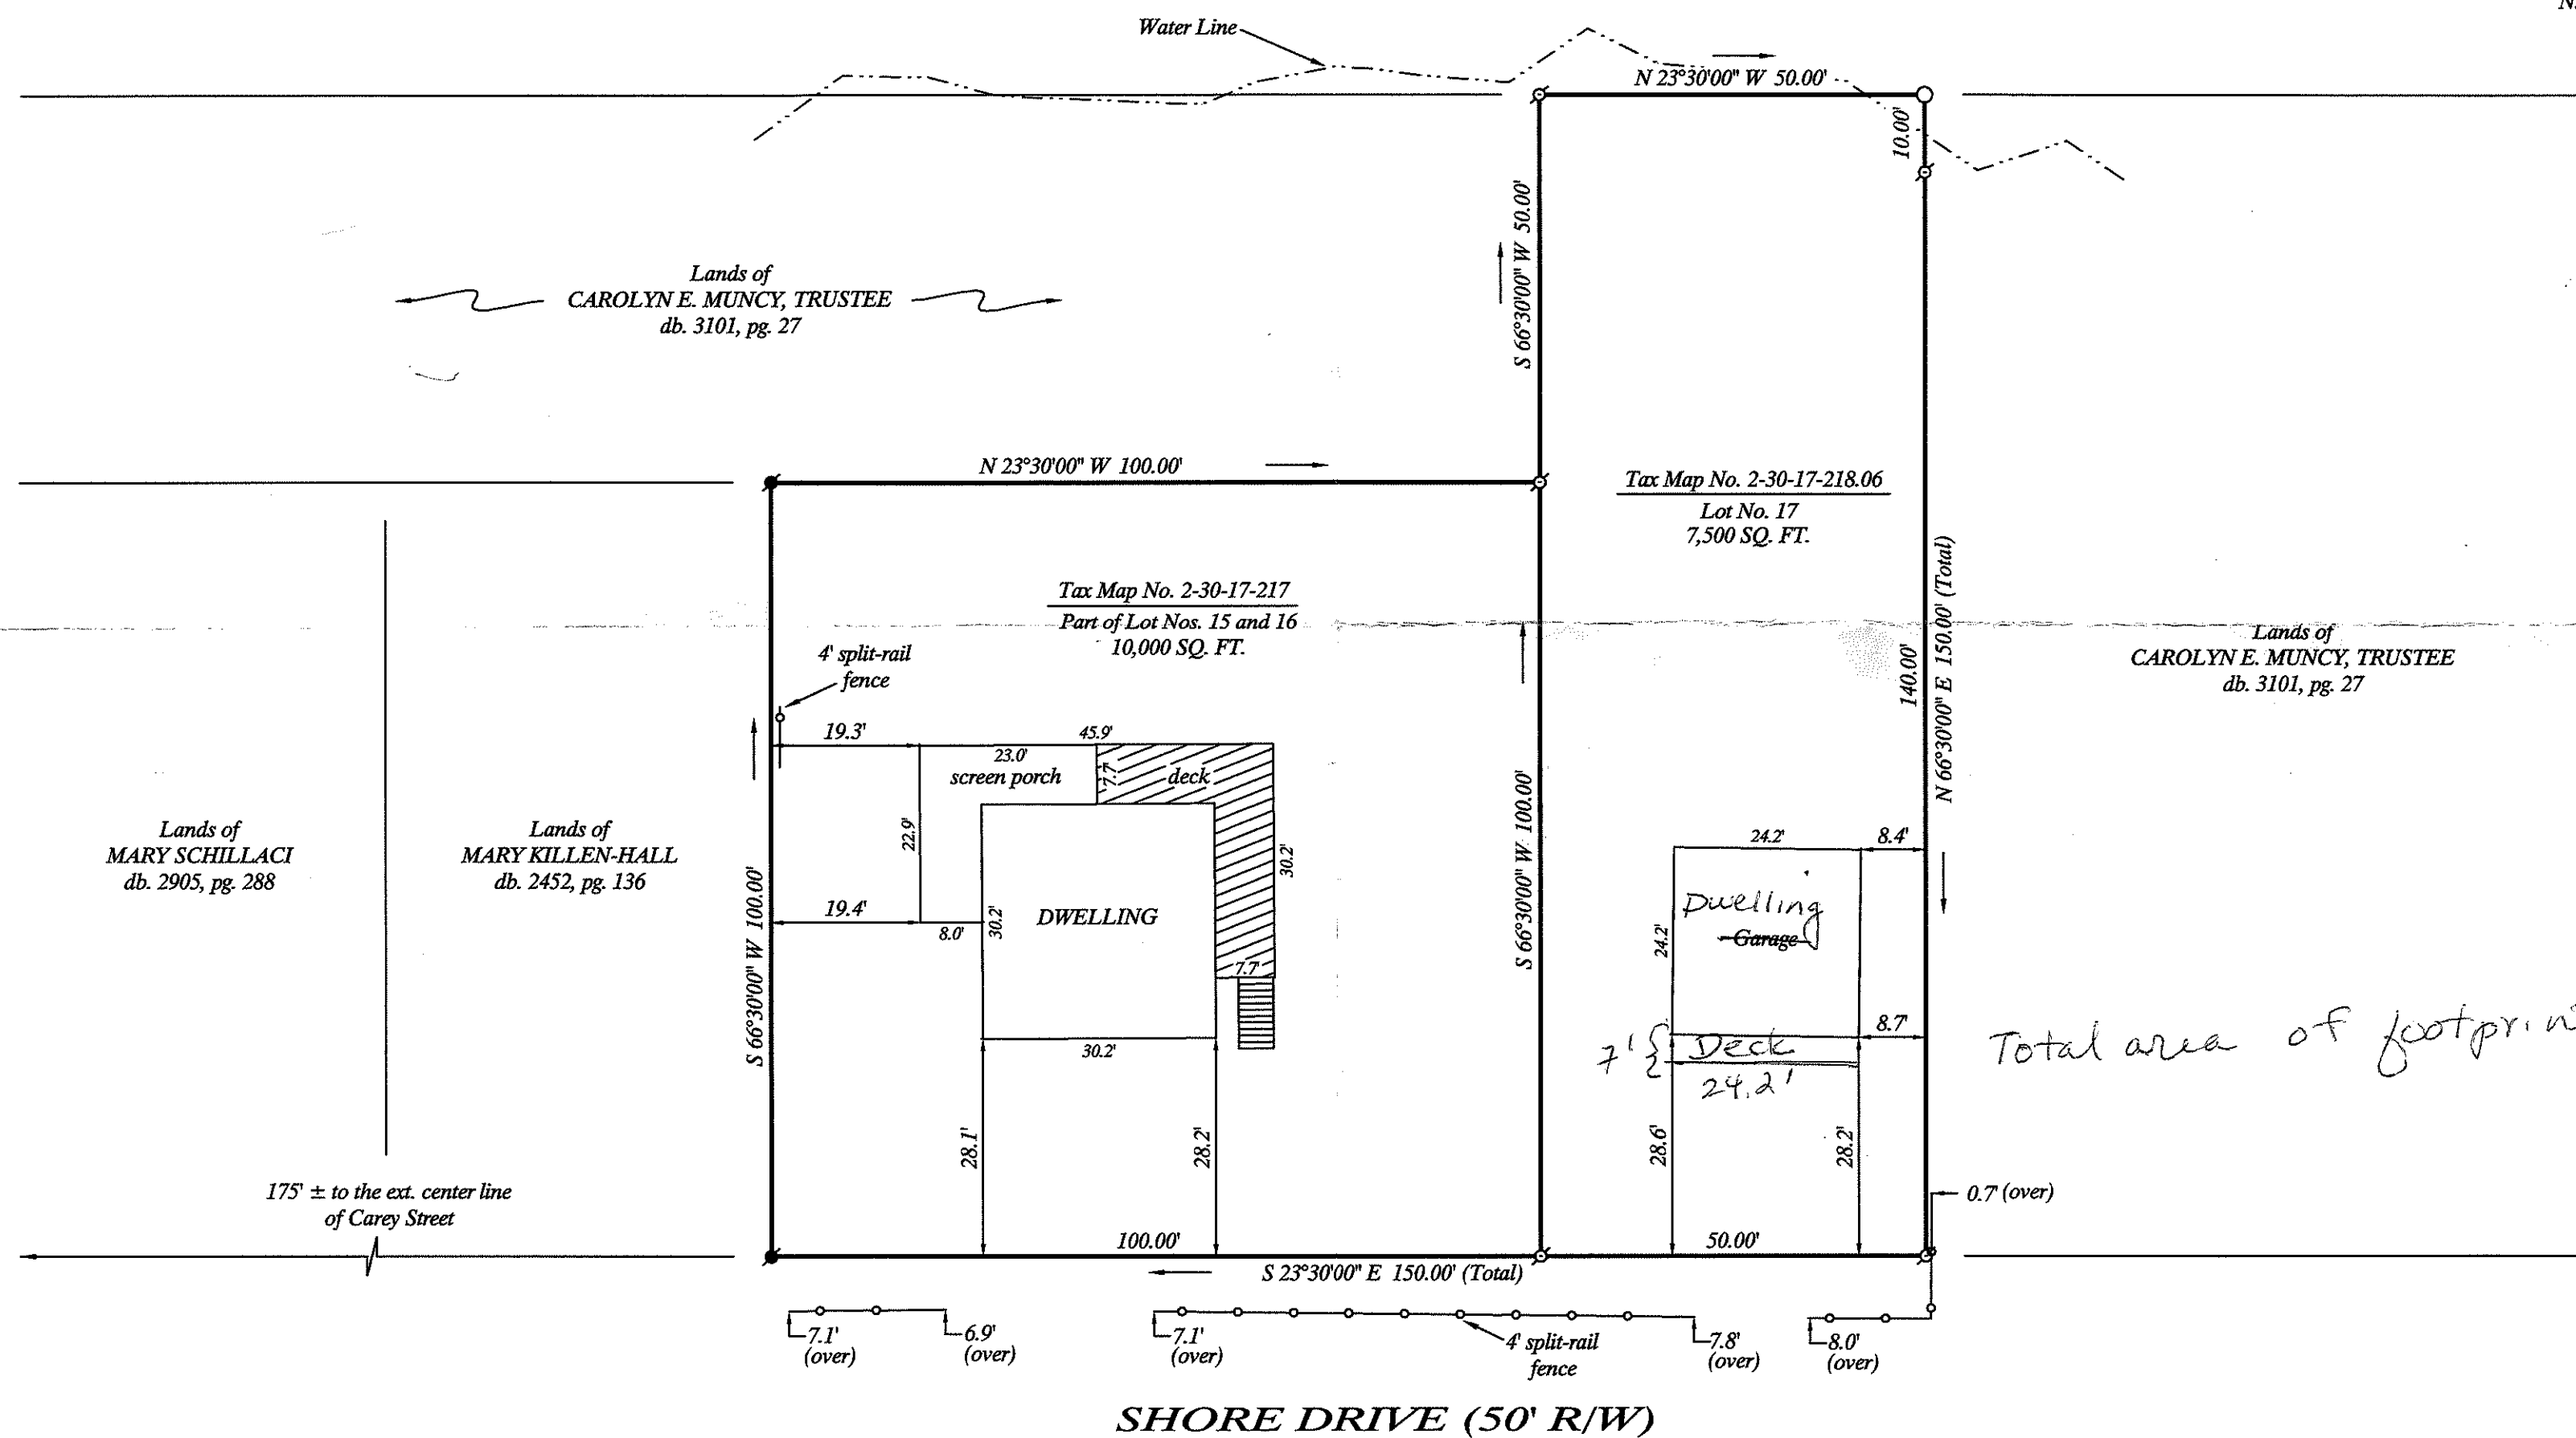 N.
Water Line
N 23°30'00" W 50.00'
10.00'
S 66°30'00" W 50.00'
Lands of
CAROLYN E. MUNCY, TRUSTEE
db. 3101, pg. 27
N 23°30'00" W 100.00'
Tax Map No. 2-30-17-218.06
Lot No. 17
7,500 SQ. FT.
Tax Map No. 2-30-17-217
Part of Lot Nos. 15 and 16
10,000 SQ. FT.
N 66°30'00" E 150.00' (Total)
140.00'
Lands of
CAROLYN E. MUNCY, TRUSTEE
db. 3101, pg. 27
4' split-rail
fence
19.3'
45.9'
23.0'
screen porch
7.7'
deck
22.9'
30.2'
Lands of
MARY SCHILLACI
db. 2905, pg. 288
Lands of
MARY KILLEN-HALL
db. 2452, pg. 136
S 66°30'00" W 100.00'
19.4'
8.0'
30.2'
DWELLING
7.7'
30.2'
S 66°30'00" W 100.00'
24.2'
8.4'
24.2'
Dwelling
Garage
8.7'
7'
Deck
24.2'
Total area of footprin
28.1'
28.2'
28.6'
28.2'
175' ± to the ext. center line
of Carey Street
0.7' (over)
100.00'
50.00'
S 23°30'00" E 150.00' (Total)
7.1'
(over)
6.9'
(over)
7.1'
(over)
4' split-rail
fence
7.8'
(over)
8.0'
(over)
SHORE DRIVE (50' R/W)